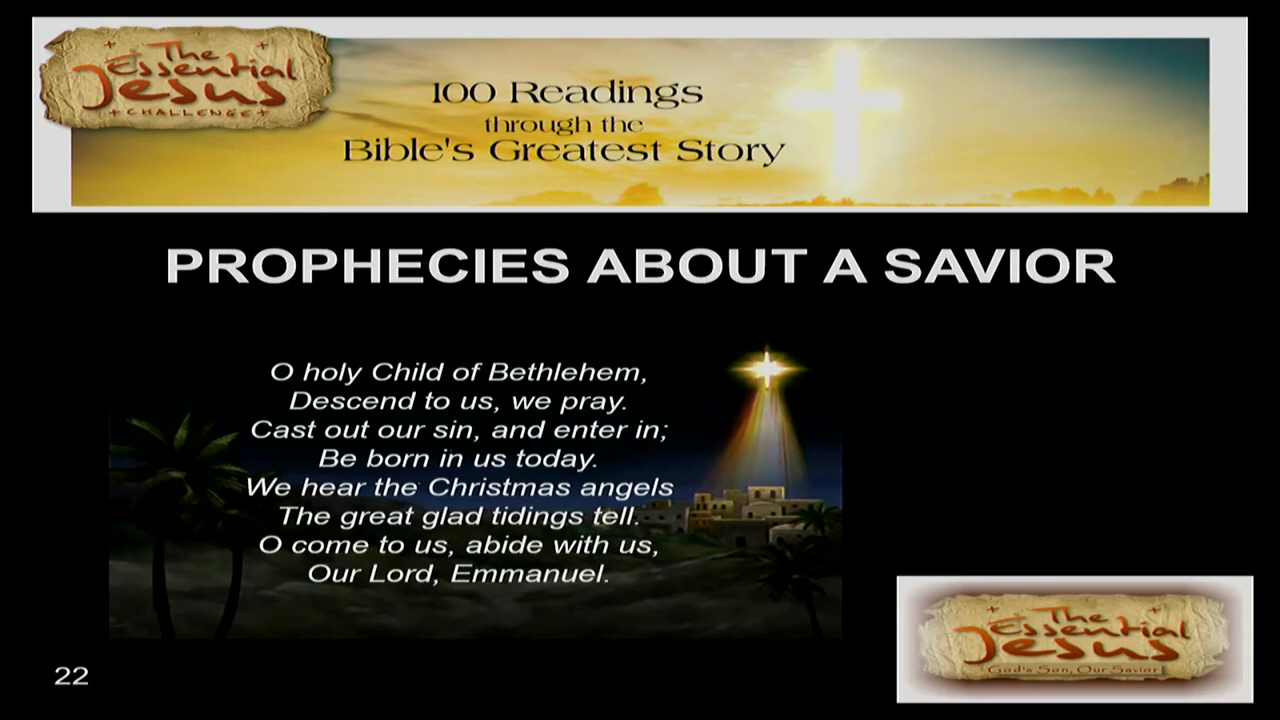 The
Essential
Jesus
CHALLENGE
100 Readings
through the
Bible's Greatest Story
PROPHECIES ABOUT A SAVIOR
O holy Child of Bethlehem,
Descend to us, we pray.
Cast out our sin, and enter in;
Be born in us today.
We hear the Christmas angels
The great glad tidings tell.
O come to us, abide with us,
Our Lord, Emmanuel.
The
Essential
Jesus
God's Son, Our Savior
22